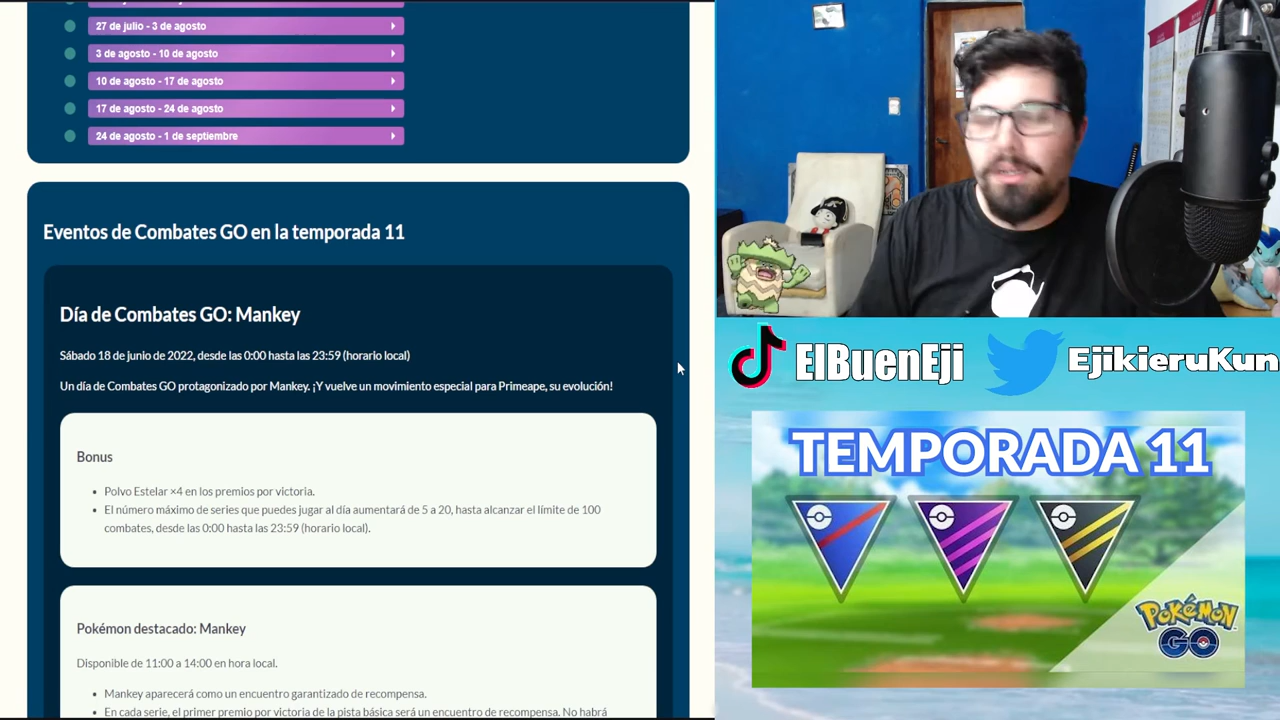 27 de julio - 3 de agosto
3 de agosto - 10 de agosto
10 de agosto - 17 de agosto
17 de agosto - 24 de agosto
24 de agosto - 1 de septiembre
Eventos de Combates GO en la temporada 11
Día de Combates GO: Mankey
Sábado 18 de junio de 2022, desde las 0:00 hasta las 23:59 (horario local)
Un día de Combates GO protagonizado por Mankey. ¡Y vuelve un movimiento especial para Primeape, su evolución!
Bonus
• Polvo Estelar ×4 en los premios por victoria.
• El número máximo de series que puedes jugar al día aumentará de 5 a 20, hasta alcanzar el límite de 100
combates, desde las 0:00 hasta las 23:59 (horario local).
Pokémon destacado: Mankey
Disponible de 11:00 a 14:00 en hora local.
• Mankey aparecerá como un encuentro garantizado de recompensa.
• En cada serie, el primer premio por victoria de la pista básica será un encuentro de recompensa. No habrá
ElBuenEji
EjikieruKun
TEMPORADA 11
POKéMON
GO